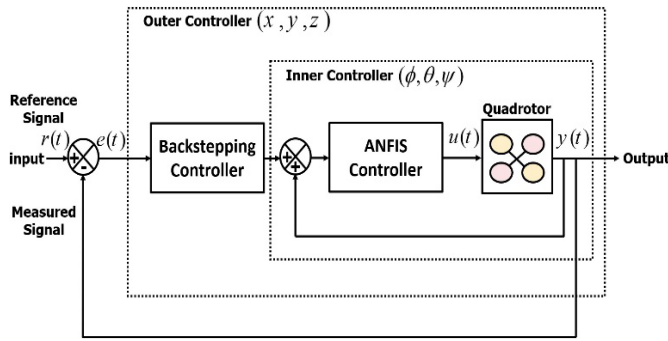 Outer Controller (x, y, z)
Inner Controller (ϕ, θ, ψ)
Reference
Signal
r(t)
input
+
-
e(t)
Backstepping
Controller
+
+
ANFIS
Controller
u(t)
Quadrotor
y(t)
Output
Measured
Signal